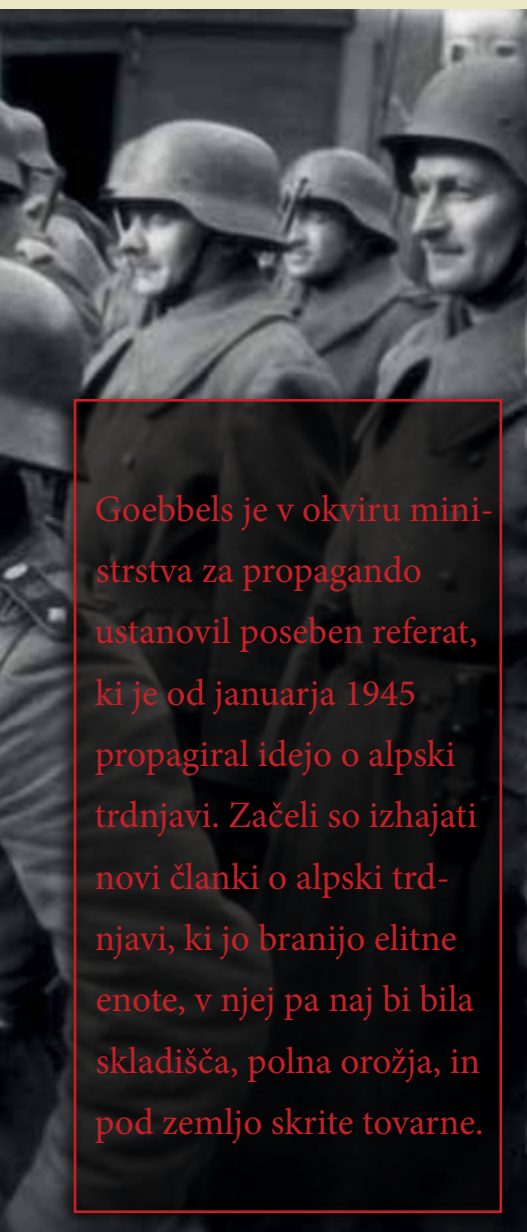 Goebbels je v okviru mini-
strstva za propagando
ustanovil poseben referat,
ki je od januarja 1945
propagiral idejo o alpski
trdnjavi. Začeli so izhajati
novi članki o alpski trd-
njavi, ki jo branijo elitne
enote, v njej pa naj bi bila
skladišča, polna orožja, in
pod zemljo skrite tovarne.